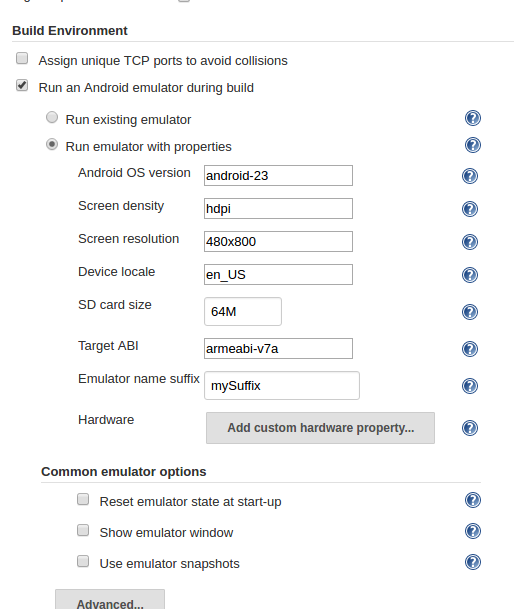 Build Environment
Assign unique TCP ports to avoid collisions
Run an Android emulator during build
Run existing emulator
Run emulator with properties
Android OS version android-23
Screen density hdpi
Screen resolution 480x800
Device locale en_US
SD card size 64M
Target ABI armeabi-v7a
Emulator name suffix mySuffix
Hardware Add custom hardware property...
Common emulator options
Reset emulator state at start-up
Show emulator window
Use emulator snapshots
Advanced...